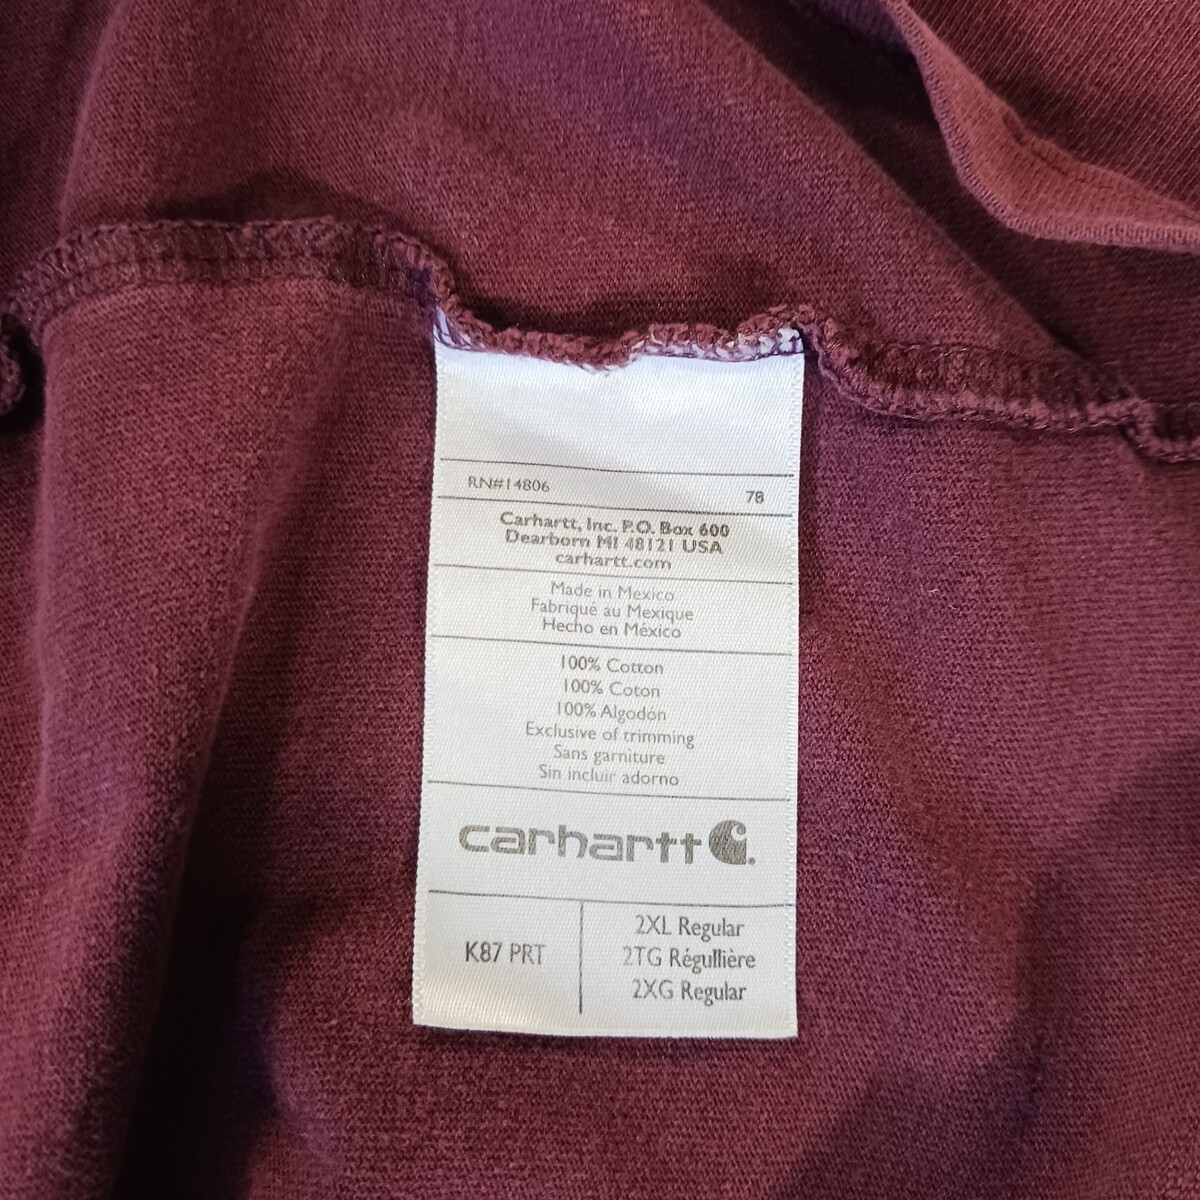 RN#14806 78
Carhartt, Inc. P.O. Box 600
Dearborn MI 48121 USA
carhartt.com
Made in Mexico
Fabriqué au Mexique
Hecho en México
100% Cotton
100% Coton
100% Algodón
Exclusive of trimming
Sans garniture
Sin incluir adorno
carhartt
K87 PRT
2XL Regular
2TG Régullière
2XG Regular